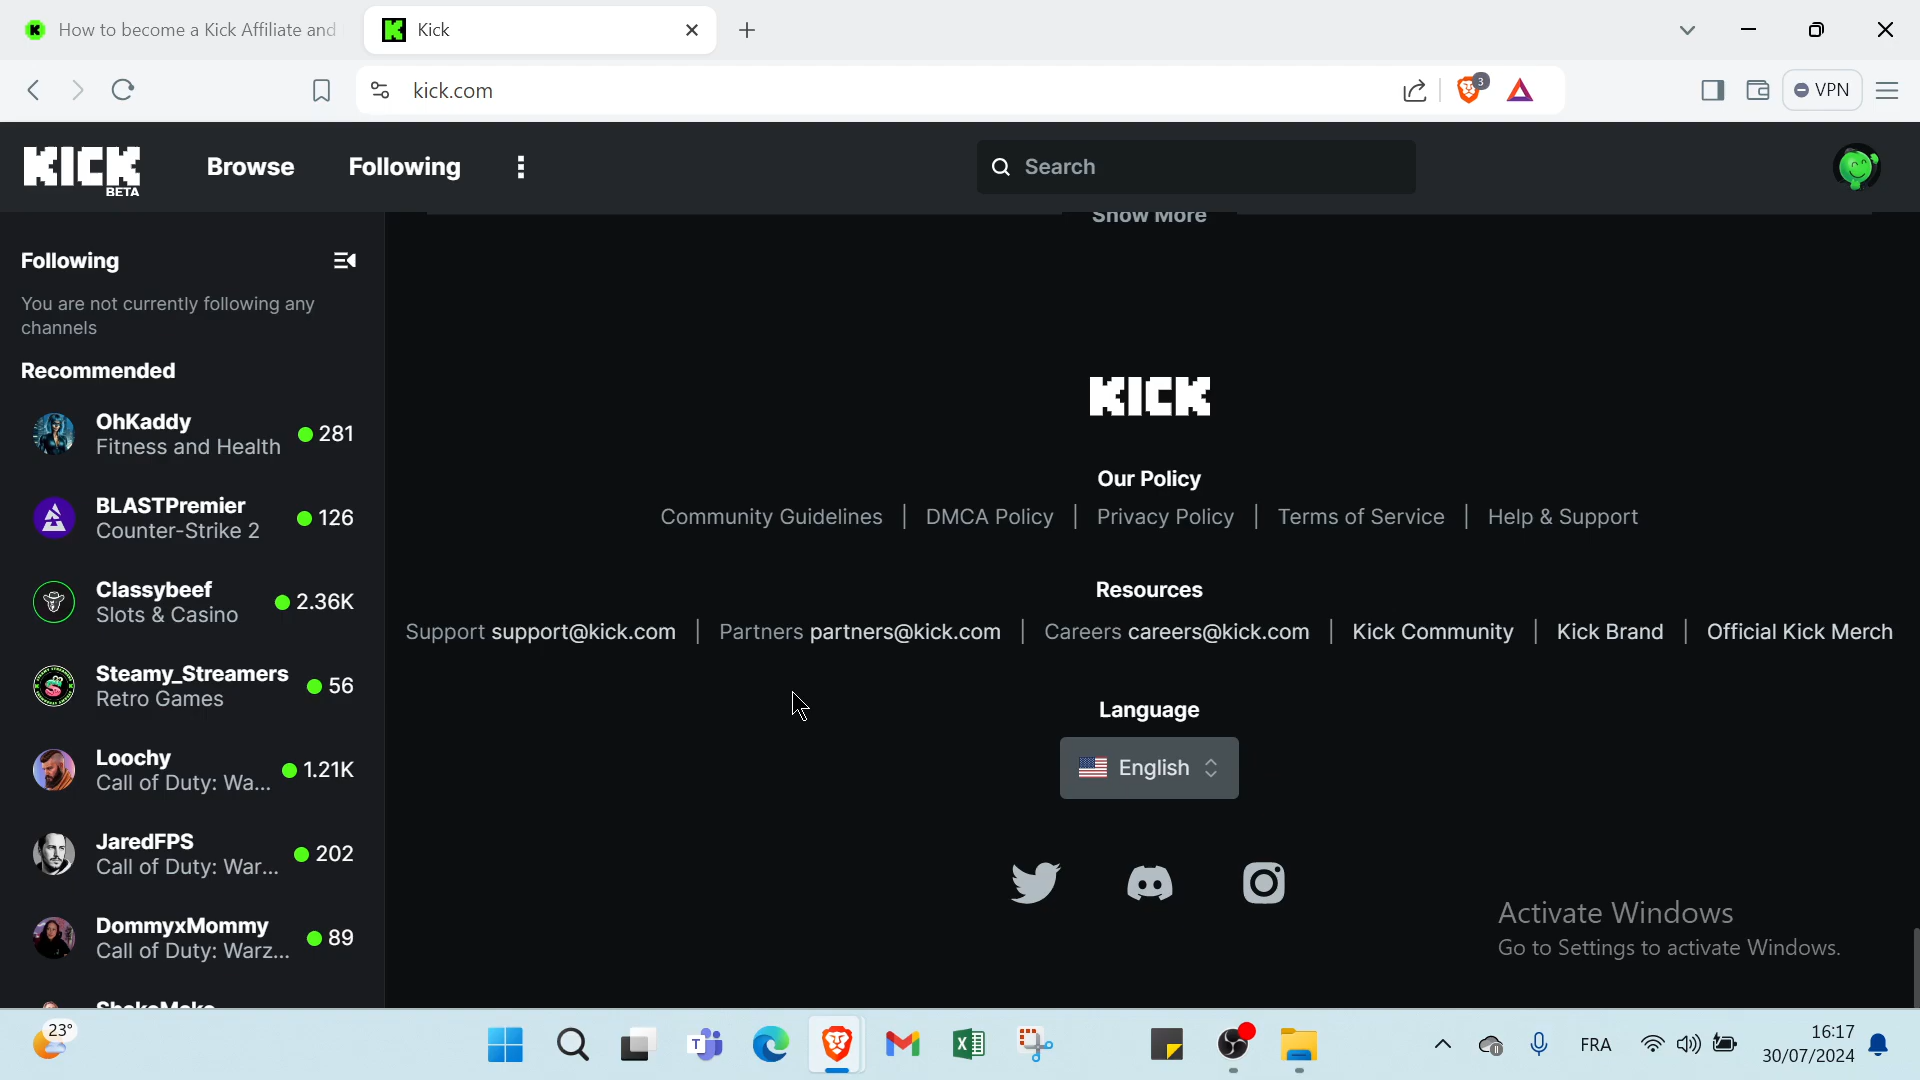 How to become a Kick Affiliate and
Kick
kick.com
3
VPN
KICK
BETA
Browse
Following
Search
Show More
Following
You are not currently following any
channels
Recommended
OhKaddy
Fitness and Health
281
BLASTPremier
Counter-Strike 2
126
Classybeef
Slots & Casino
2.36K
Steamy_Streamers
Retro Games
56
Loochy
Call of Duty: Wa...
1.21K
JaredFPS
Call of Duty: War...
202
DommyxMommy
Call of Duty: Warz...
89
KICK
Our Policy
Community Guidelines | DMCA Policy | Privacy Policy | Terms of Service | Help & Support
Resources
Support support@kick.com | Partners partners@kick.com | Careers careers@kick.com | Kick Community | Kick Brand | Official Kick Merch
Language
English
Activate Windows
Go to Settings to activate Windows.
23°
FRA
16:17
30/07/2024